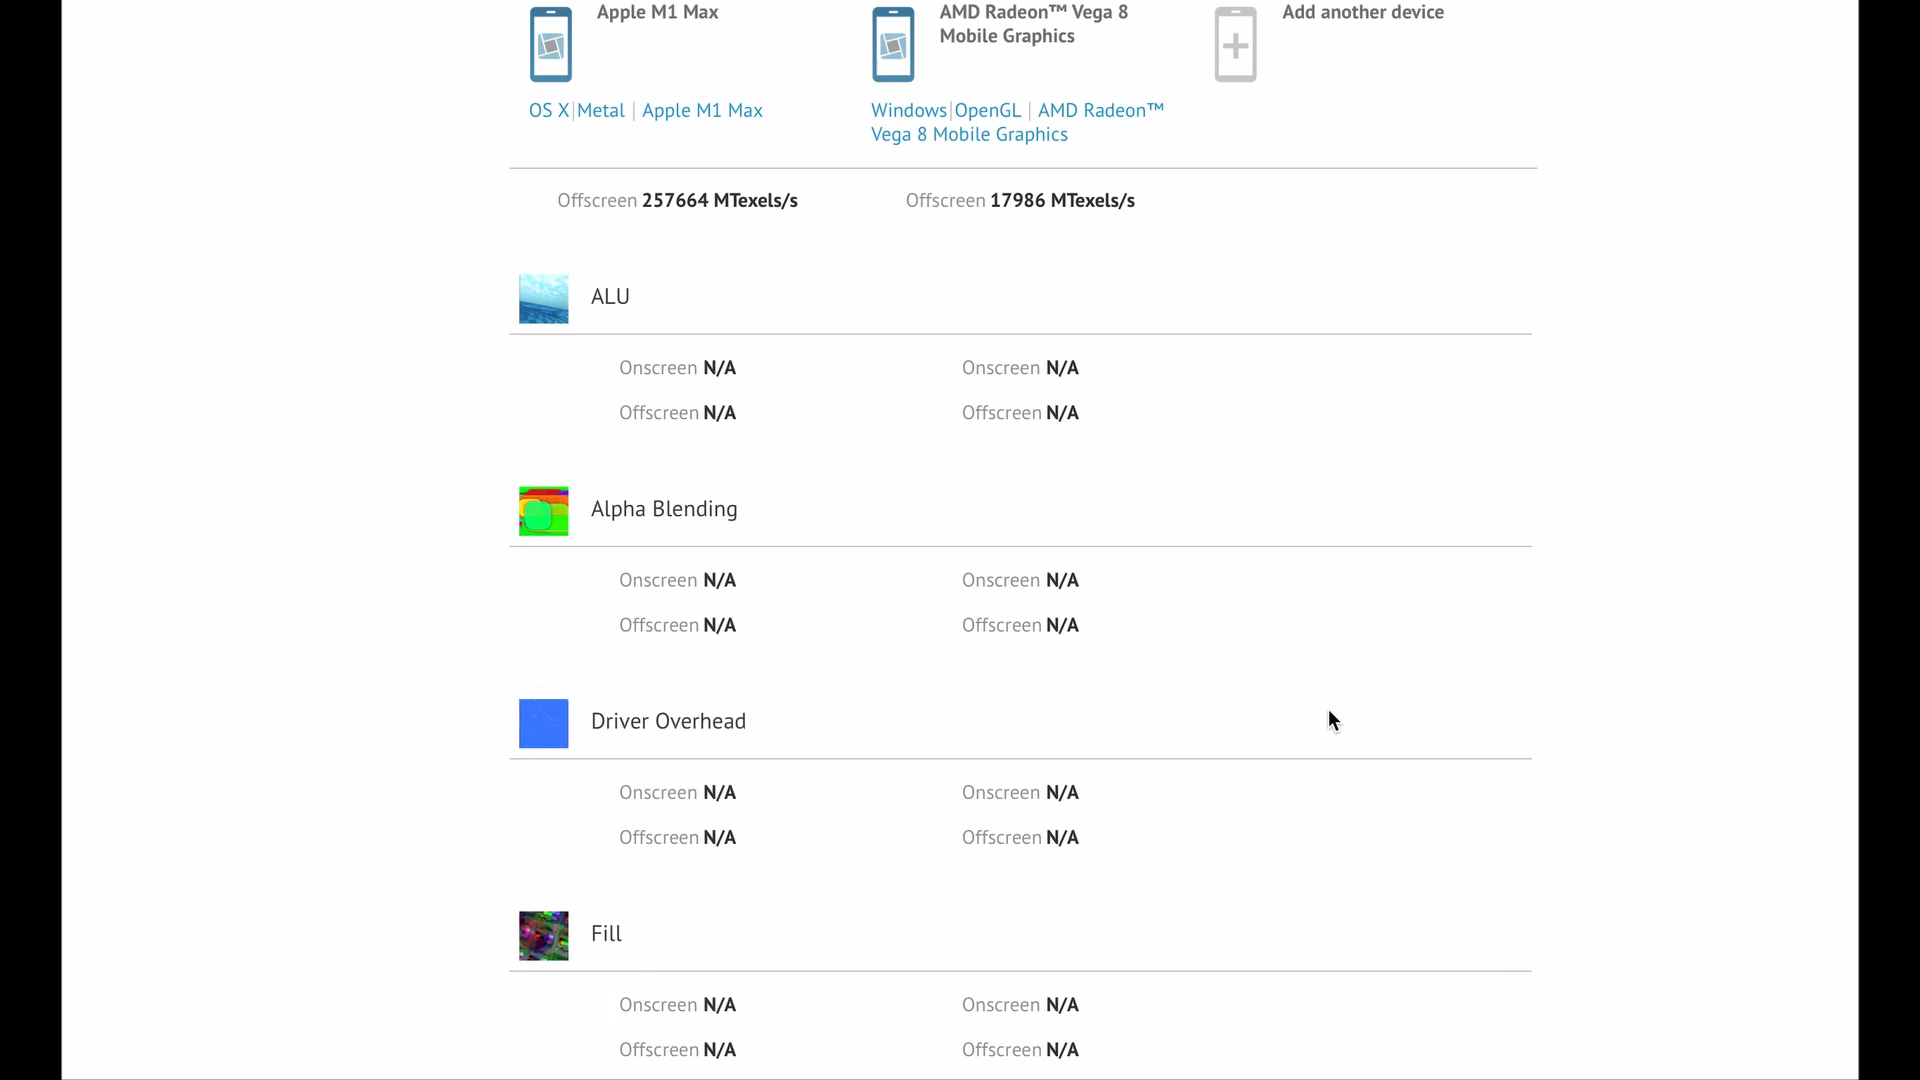 Apple M1 Max
AMD Radeon™ Vega 8
Mobile Graphics
Add another device
OS X|Metal | Apple M1 Max
Windows|OpenGL | AMD Radeon™
Vega 8 Mobile Graphics
Offscreen 257664 MTexels/s
Offscreen 17986 MTexels/s
ALU
Onscreen N/A
Onscreen N/A
Offscreen N/A
Offscreen N/A
Alpha Blending
Onscreen N/A
Onscreen N/A
Offscreen N/A
Offscreen N/A
Driver Overhead
Onscreen N/A
Onscreen N/A
Offscreen N/A
Offscreen N/A
Fill
Onscreen N/A
Onscreen N/A
Offscreen N/A
Offscreen N/A